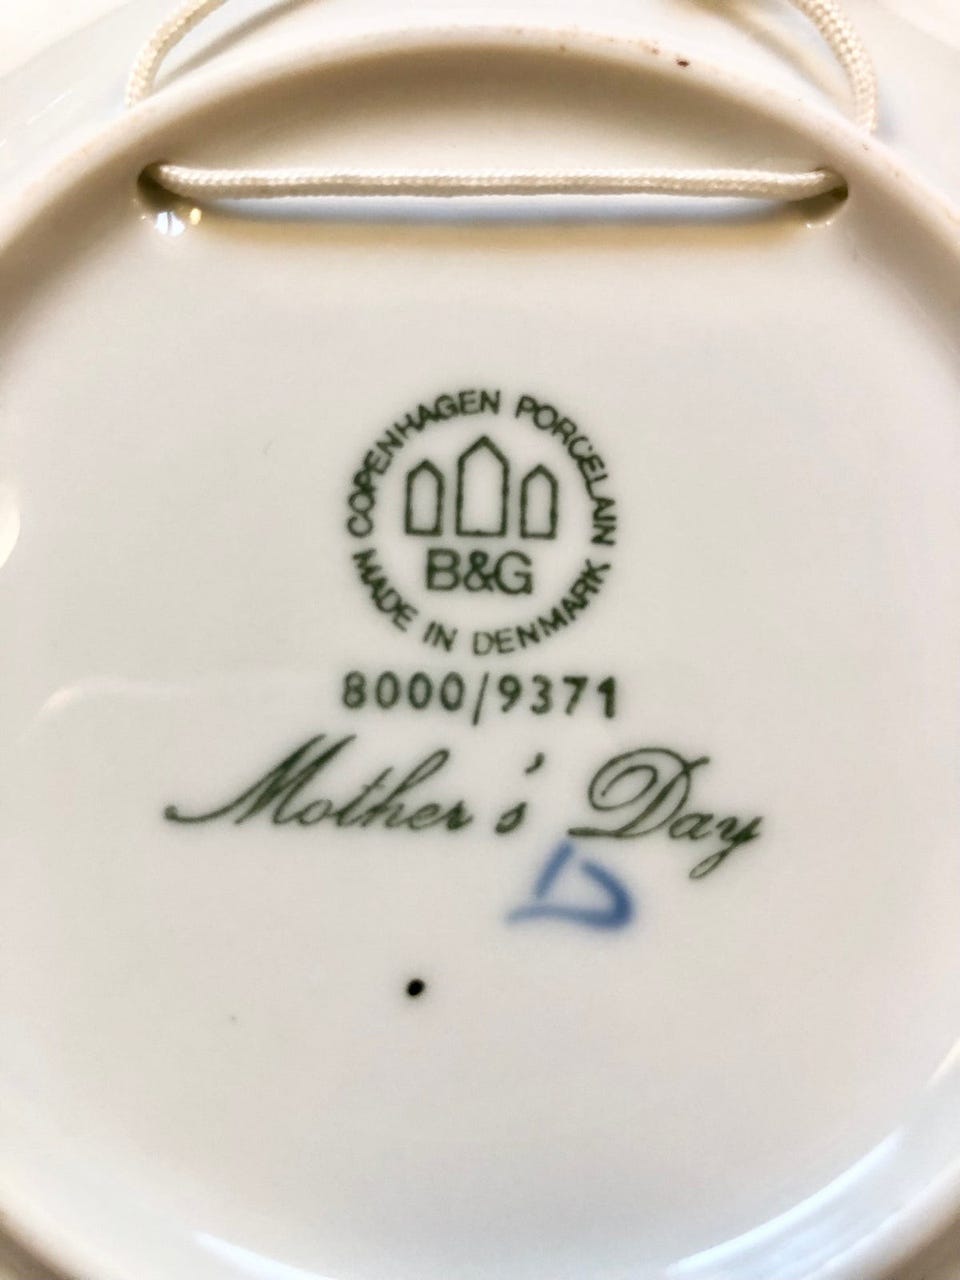 COPENHAGEN PORCELAIN
B&G
MADE IN DENMARK
8000/9371
Mother's Day
D